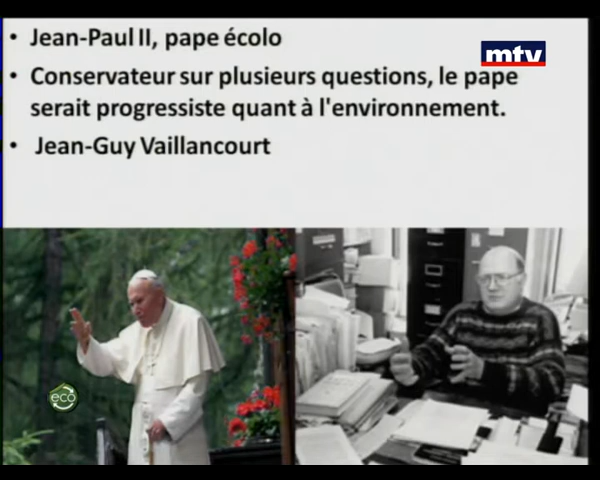 • Jean-Paul II, pape écolo
mtv
• Conservateur sur plusieurs questions, le pape
serait progressiste quant à l'environnement.
• Jean-Guy Vaillancourt
eco